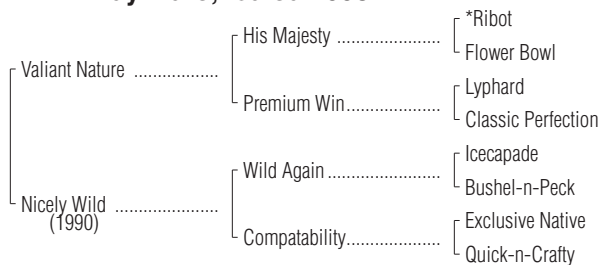 *Ribot
His Majesty ....................
Flower Bowl
Valiant Nature ..................
Lyphard
Premium Win....................
Classic Perfection
Icecapade
Wild Again ........................
Bushel-n-Peck
Nicely Wild ......................
(1990)
Exclusive Native
Compatability....................
Quick-n-Crafty